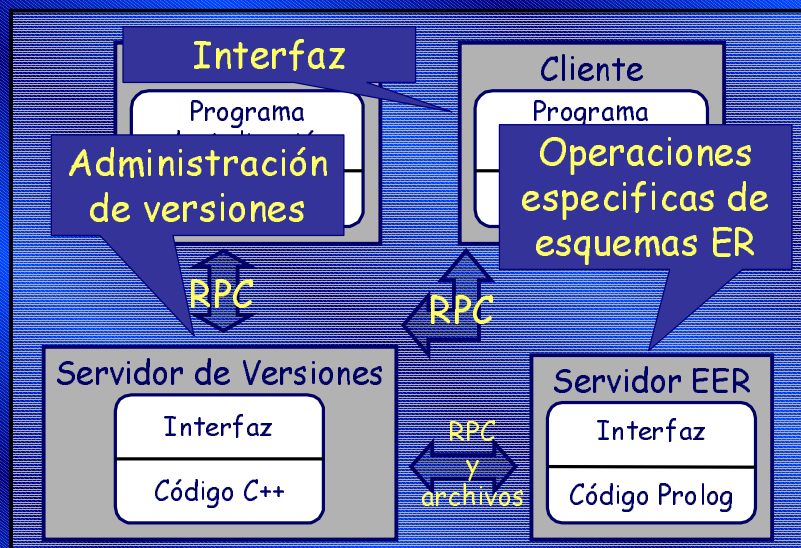 Interfaz
Cliente
Programa
Programa
Administración
de versiones
Operaciones
especificas de
esquemas ER
RPC
RPC
Servidor de Versiones
Interfaz
Código C++
RPC
y
archivos
Servidor EER
Interfaz
Código Prolog